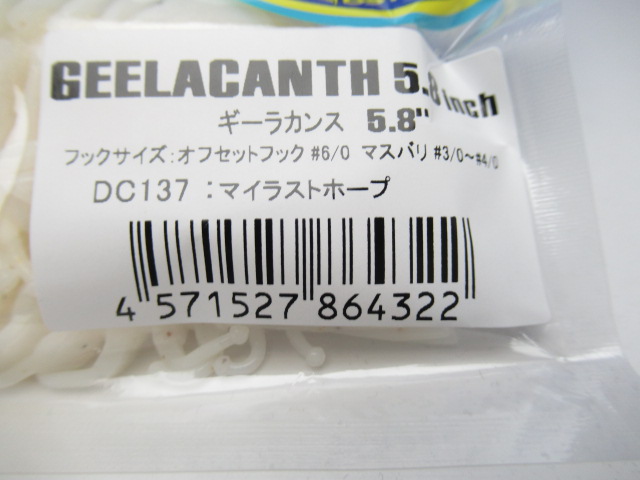 GEELACANTH 5.8 inch
ギーラカンス 5.8"
フックサイズ:オフセットフック #6/0 マスバリ #3/0~#4/0
DC137 :マイラストホープ
4 571527 864322